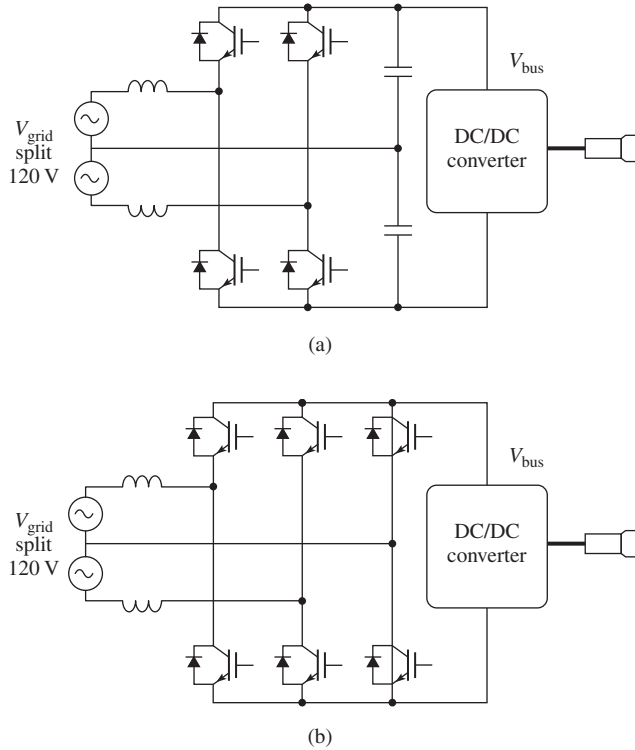 V_bus
V_grid
split
120 V
DC/DC
converter
(a)
V_bus
V_grid
split
120 V
DC/DC
converter
(b)